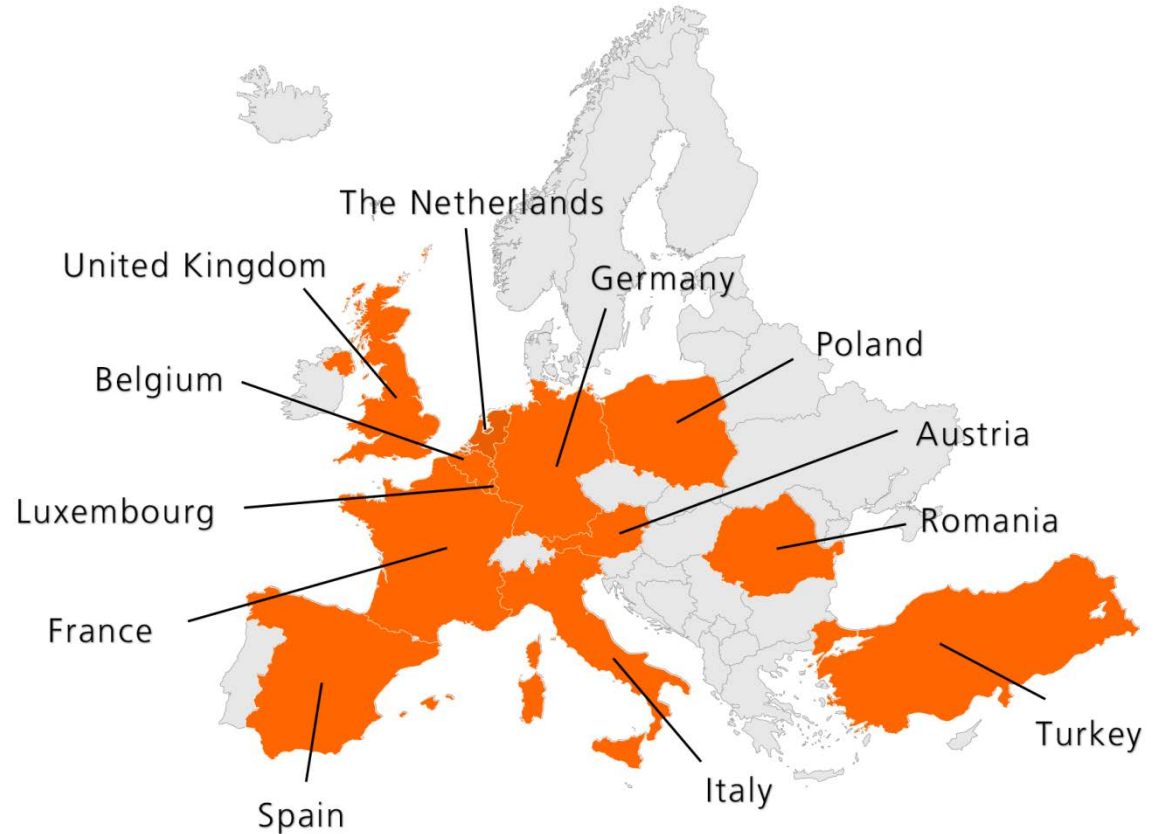 The Netherlands
United Kingdom
Germany
Poland
Belgium
Austria
Luxembourg
Romania
France
Turkey
Italy
Spain